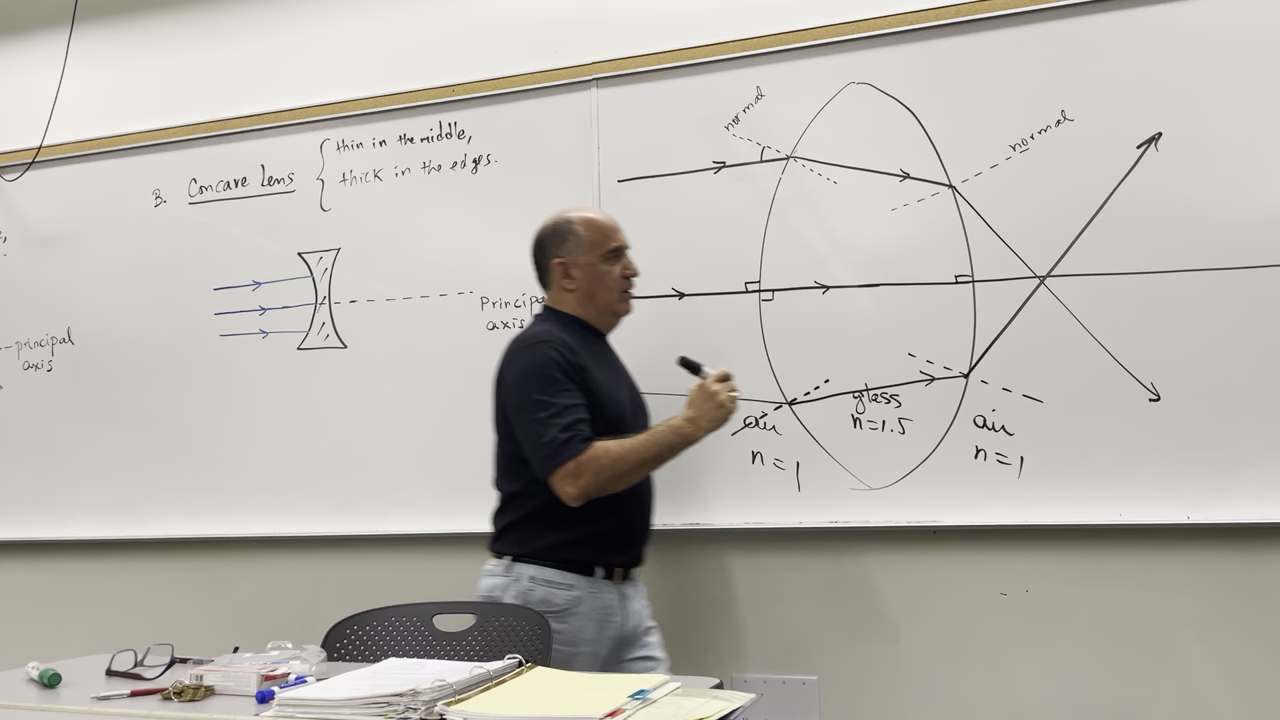 B. Concave Lens
thin in the middle,
thick in the edges.
principal
axis
Principa
axis
normal
normal
glass
n=1.5
air
n=1
air
n=1